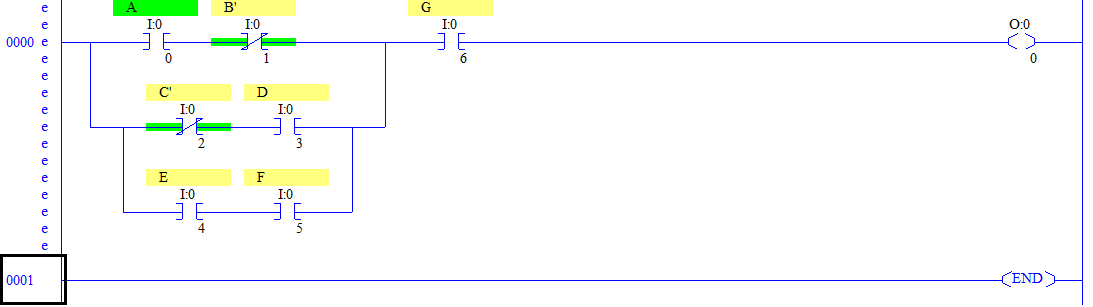 e A B' G
e I:0 I:0 I:0 O:0
0000 e
e 0 1 6 0
e
e C' D
e I:0 I:0
e
e 2 3
e
e E F
e I:0 I:0
e
e 4 5
e
0001 END